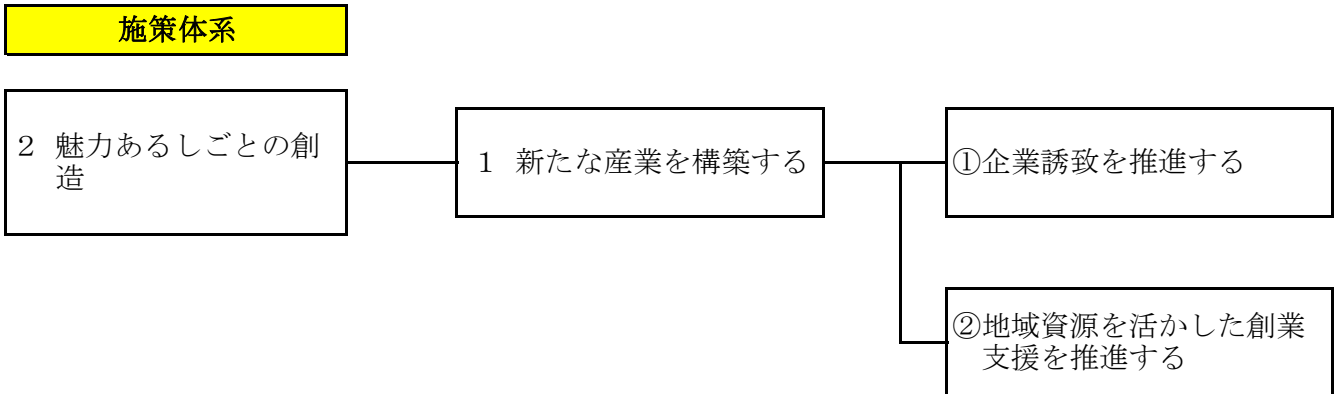 施策体系
２ 魅力あるしごとの創
造
１ 新たな産業を構築する
①企業誘致を推進する
②地域資源を活かした創業
支援を推進する